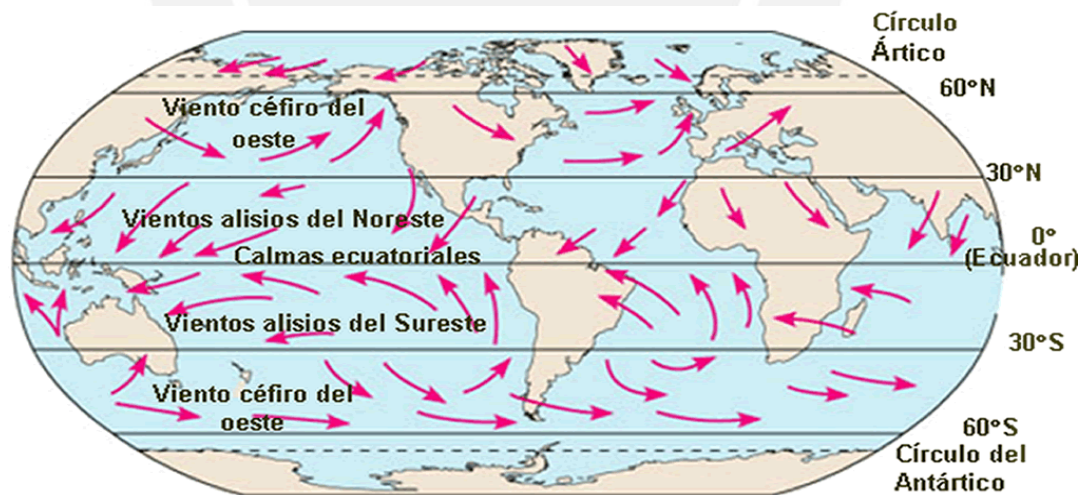 Círculo
Ártico
60°N
Viento céfiro del
oeste
30°N
Vientos alisios del Noreste
0°
Calmas ecuatoriales
(Ecuador)
Vientos alisios del Sureste
30°S
Viento céfiro del
oeste
60°S
Círculo del
Antártico